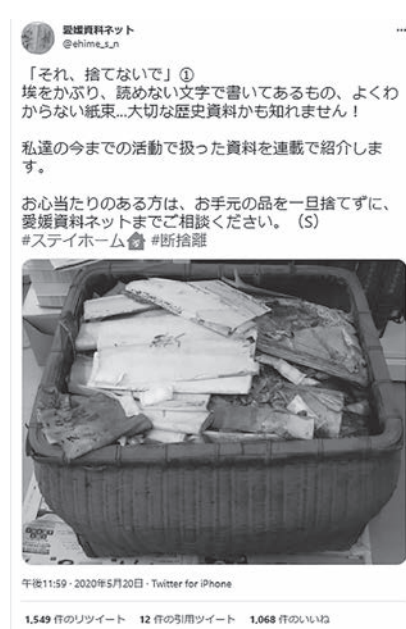 愛媛資料ネット
@ehime_s_n
「それ、捨てないで」①
埃をかぶり、読めない文字で書いてあるもの、よくわ
からない紙束...大切な歴史資料かも知れません！
私達の今までの活動で扱った資料を連載で紹介しま
す。
お心当たりのある方は、お手元の品を一旦捨てずに、
愛媛資料ネットまでご相談ください。（S）
#ステイホーム🏠 #断捨離
午後11:59 · 2020年5月20日 · Twitter for iPhone
1,549 件のリツイート 12 件の引用ツイート 1,068 件のいいね